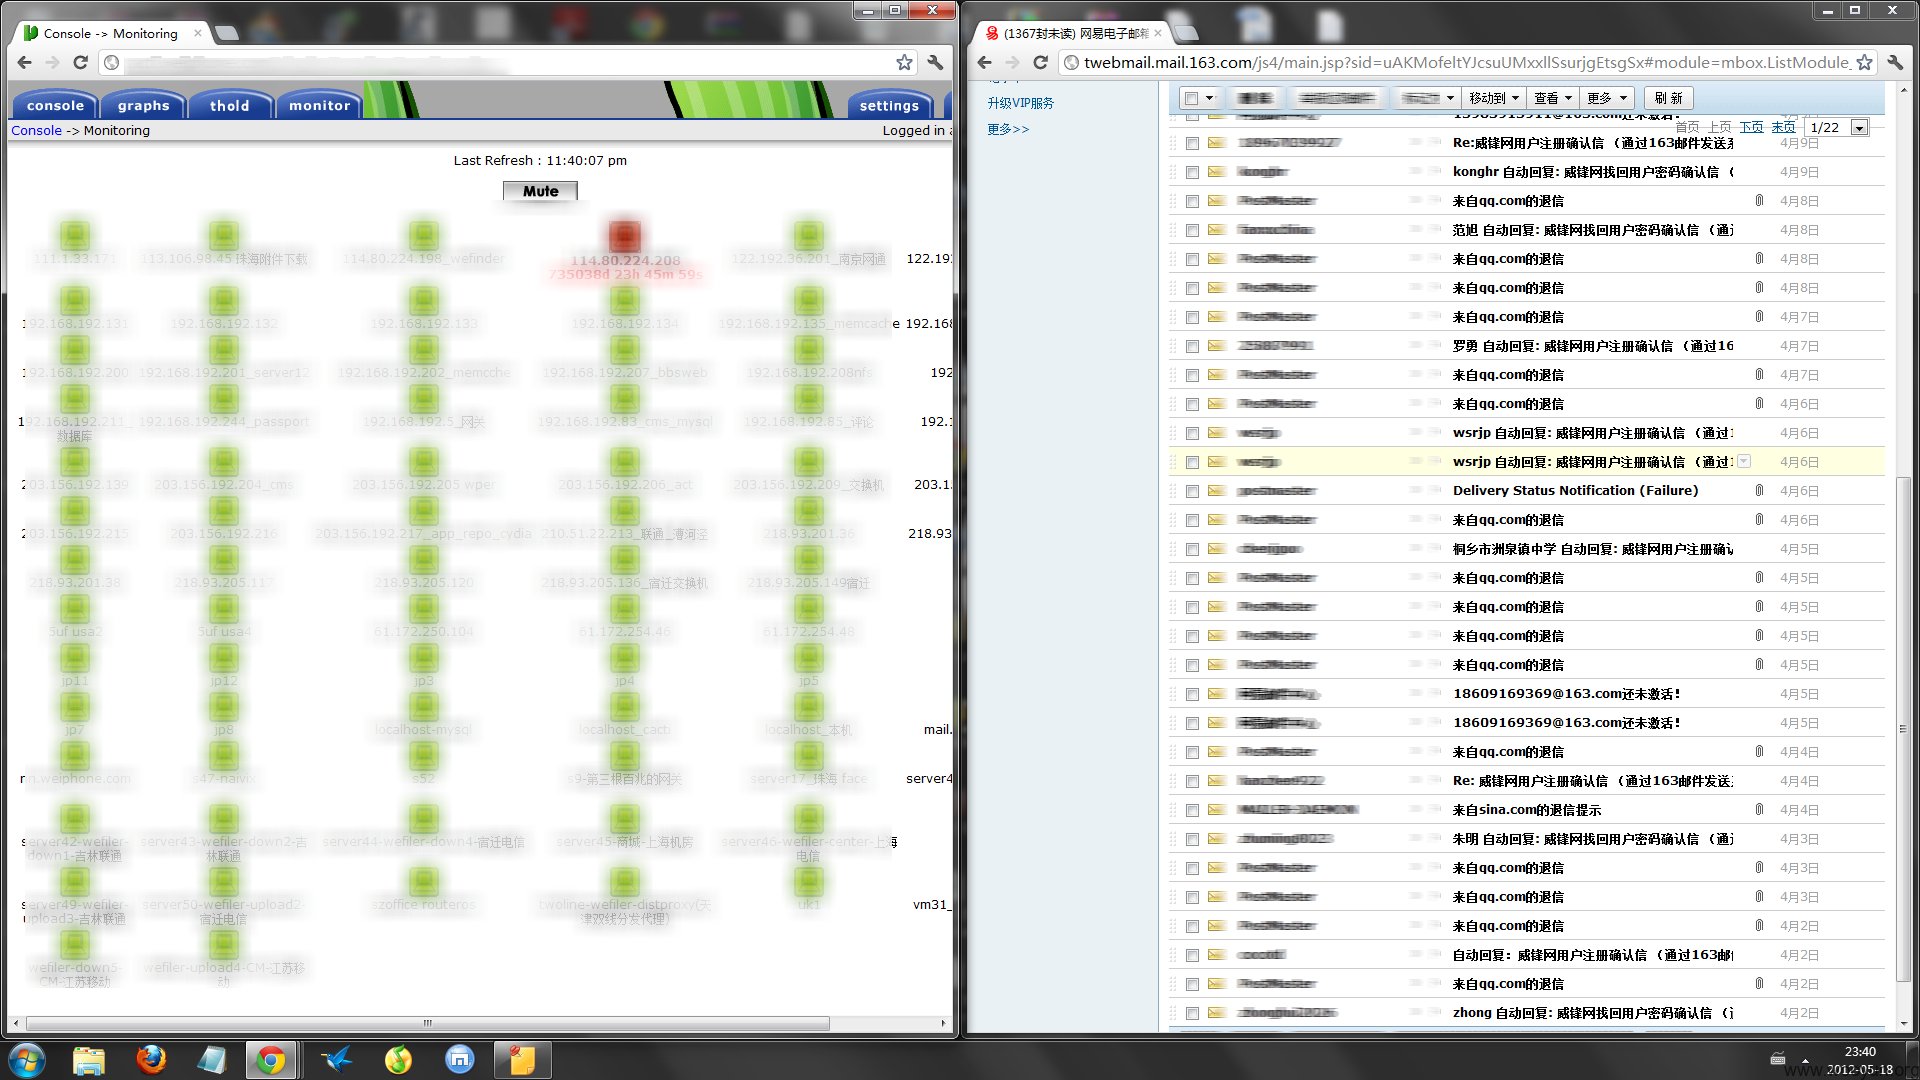 Console -> Monitoring
console graphs thold monitor settings
Console -> Monitoring Logged in
Last Refresh : 11:40:07 pm
Mute
111.1.33.171 113.106.98.45 珠海附件下载 114.80.224.198_wefinder 114.80.224.208 122.192.36.201_南京网通 122.19
735038d 23h 45m 59s
192.168.192.131 192.168.192.132 192.168.192.133 192.168.192.134 192.168.192.135_memcache 192.168
192.168.192.200 192.168.192.201_server12 192.168.192.202_memcche 192.168.192.207_bbsweb 192.168.192.208nfs 192
192.168.192.211_ 192.168.192.244_passport 192.168.192.5_网关 192.168.192.83_cms_mysql 192.168.192.85_评论 192.1
数据库
203.156.192.139 203.156.192.204_cms 203.156.192.205 wper 203.156.192.206_act 203.156.192.209_交换机 203.1
203.156.192.215 203.156.192.216 203.156.192.217_app_repo_cydia 210.51.22.213_联通_漕河泾 218.93.201.36 218.93
218.93.201.38 218.93.205.117 218.93.205.120 218.93.205.136_宿迁交换机 218.93.205.149宿迁
5uf usa2 5uf usa4 61.172.250.104 61.172.254.46 61.172.254.48
jp11 jp12 jp3 jp4 jp5
jp7 jp8 localhost-mysql localhost_cacti localhost_本机 mail.
m.weiphone.com s47-naivix s52 s9-第三根百兆的网关 server17_珠海 face server4
server42-wefiler- server43-wefiler-down2-吉 server44-wefiler-down4-宿迁电信 server45-商城-上海机房 server46-wefiler-center-上海
down1-吉林联通 林联通 电信
server49-wefiler- server50-wefiler-upload2- szoffice routeros twoline-wefiler-distproxy(天 uk1 vm31_
upload3-吉林联通 宿迁电信 津双线分发代理)
wefiler-down5- wefiler-upload4-CM-江苏移
CM-江苏移动 动
(1367封未读) 网易电子邮箱
twebmail.mail.163.com/js4/main.jsp?sid=uAKMofeltYJcsuUMxxllSsurjgEtsgSx#module=mbox.ListModule_
升级VIP服务
更多>>
移动到 查看 更多 刷 新
首页 上页 下页 末页 1/22
Re:威锋网用户注册确认信 （通过163邮件发送 4月9日
konghr 自动回复: 威锋网找回用户密码确认信 （ 4月9日
来自qq.com的退信 4月8日
范旭 自动回复: 威锋网找回用户密码确认信 （通 4月8日
来自qq.com的退信 4月8日
来自qq.com的退信 4月8日
来自qq.com的退信 4月7日
罗勇 自动回复: 威锋网用户注册确认信 （通过16 4月7日
来自qq.com的退信 4月7日
来自qq.com的退信 4月6日
wsrjp 自动回复: 威锋网用户注册确认信 （通过1 4月6日
wsrjp 自动回复: 威锋网用户注册确认信 （通过1 4月6日
Delivery Status Notification (Failure) 4月6日
来自qq.com的退信 4月6日
桐乡市洲泉镇中学 自动回复: 威锋网用户注册确认 4月5日
来自qq.com的退信 4月5日
来自qq.com的退信 4月5日
来自qq.com的退信 4月5日
来自qq.com的退信 4月5日
18609169369@163.com还未激活! 4月5日
18609169369@163.com还未激活! 4月5日
来自qq.com的退信 4月4日
Re: 威锋网用户注册确认信 （通过163邮件发送 4月4日
来自sina.com的退信提示 4月4日
朱明 自动回复: 威锋网找回用户密码确认信 （通 4月3日
来自qq.com的退信 4月3日
来自qq.com的退信 4月3日
来自qq.com的退信 4月2日
自动回复：威锋网用户注册确认信 （通过163邮 4月2日
来自qq.com的退信 4月2日
zhong 自动回复: 威锋网找回用户密码确认信 （ 4月2日
23:40
2012-05-18